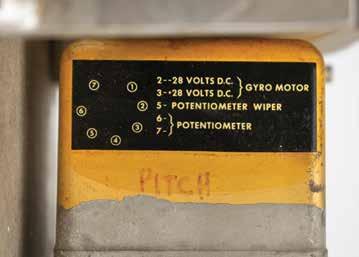 2--28 VOLTS D.C. } GYRO MOTOR
3--28 VOLTS D.C.
5- POTENTIOMETER WIPER
6- } POTENTIOMETER
7-
7 1
6 2
5 3
4
PITCH